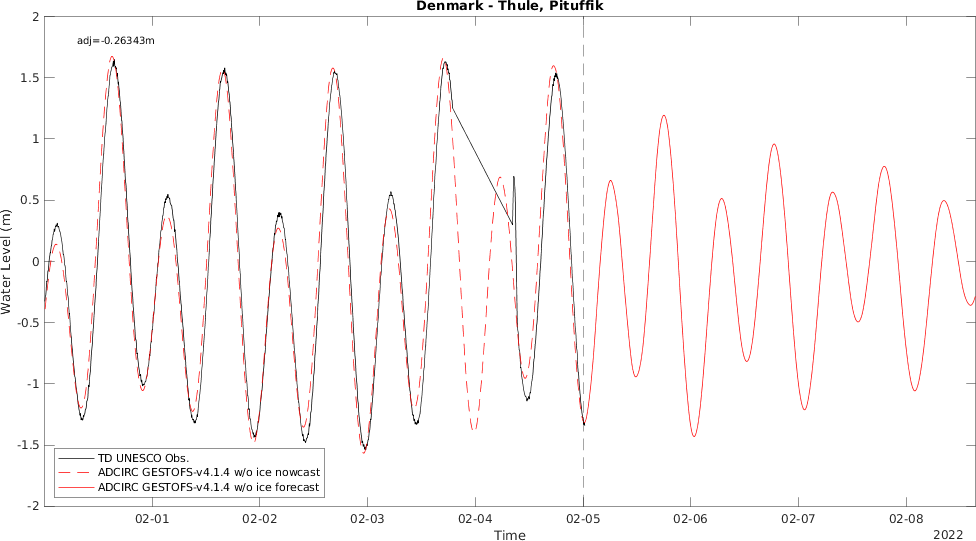 Denmark - Thule, Pituffik
adj=-0.26343m
2
1.5
1
0.5
0
-0.5
-1
-1.5
-2
Water Level (m)
TD UNESCO Obs.
ADCIRC GESTOFS-v4.1.4 w/o ice nowcast
ADCIRC GESTOFS-v4.1.4 w/o ice forecast
02-01 02-02 02-03 02-04 02-05 02-06 02-07 02-08
Time
2022